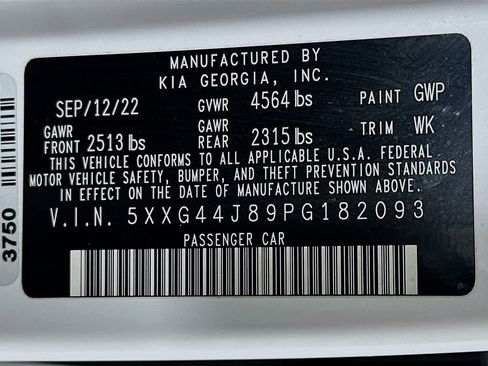 MANUFACTURED BY
KIA GEORGIA, INC.
SEP/12/22 GVWR 4564 lbs PAINT GWP
GAWR FRONT 2513 lbs GAWR REAR 2315 lbs TRIM WK
THIS VEHICLE CONFORMS TO ALL APPLICABLE U.S.A. FEDERAL
MOTOR VEHICLE SAFETY, BUMPER, AND THEFT PREVENTION STANDARDS
IN EFFECT ON THE DATE OF MANUFACTURE SHOWN ABOVE.
V.I.N. 5XXG44J89PG182093
PASSENGER CAR
3750